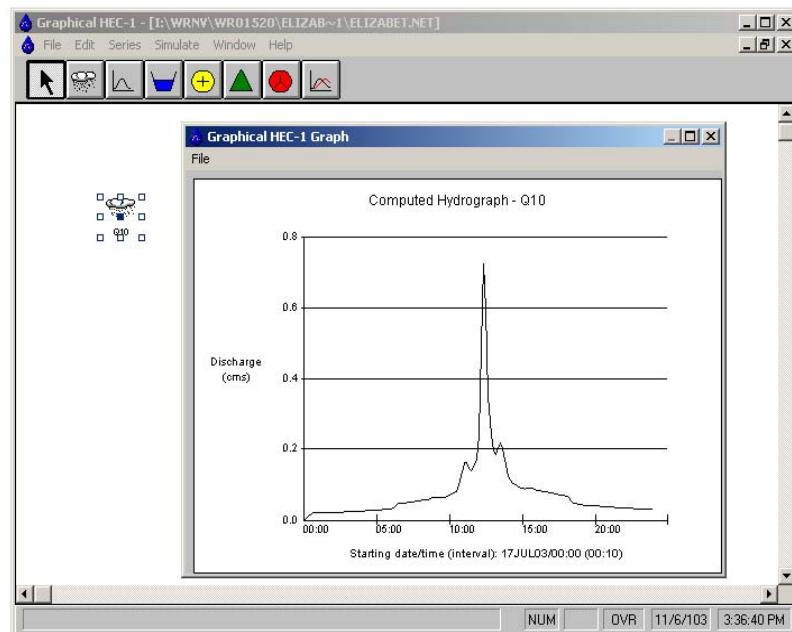 Graphical HEC-1 - [I:\WRNV\WR01520\ELIZAB~1\ELIZABET.NET]
File Edit Series Simulate Window Help
Graphical HEC-1 Graph
File
Computed Hydrograph - Q10
Q10
0.8
0.6
Discharge
(cms)
0.4
0.2
0.0
00:00 05:00 10:00 15:00 20:00
Starting date/time (interval): 17JUL03/00:00 (00:10)
NUM OVR 11/6/103 3:36:40 PM